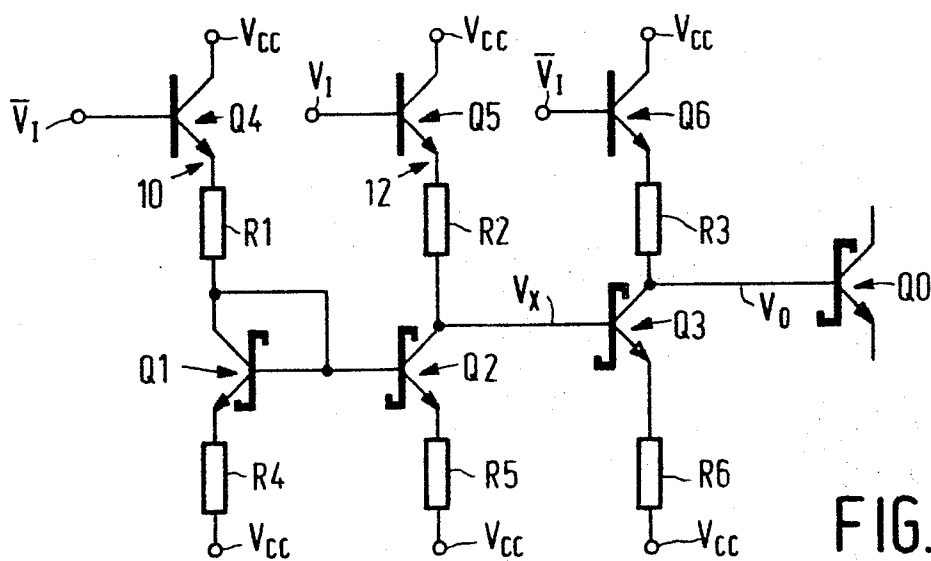 VCC
VCC
VCC
V̅I
Q4
VI
Q5
V̅I
Q6
10
R1
12
R2
R3
VX
VO
Q0
Q1
Q2
Q3
R4
R5
R6
VCC
VCC
VCC
FIG.